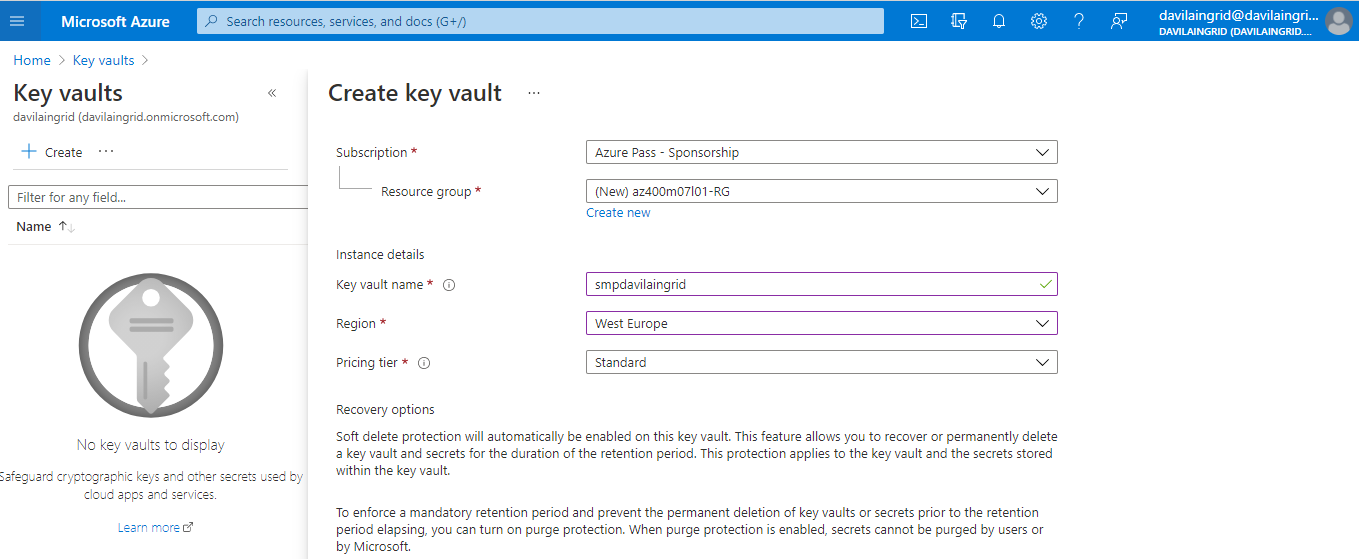 Microsoft Azure
Search resources, services, and docs (G+/)
davilaingrid@davilaingri...
DAVILAINGRID (DAVILAINGRID....
Home > Key vaults >
Key vaults
davilaingrid (davilaingrid.onmicrosoft.com)
+ Create ...
Filter for any field...
Name ↑↓
No key vaults to display
Safeguard cryptographic keys and other secrets used by
cloud apps and services.
Learn more
Create key vault ...
Subscription *
Azure Pass - Sponsorship
Resource group *
(New) az400m07l01-RG
Create new
Instance details
Key vault name *
smpdavilaingrid
Region *
West Europe
Pricing tier *
Standard
Recovery options
Soft delete protection will automatically be enabled on this key vault. This feature allows you to recover or permanently delete
a key vault and secrets for the duration of the retention period. This protection applies to the key vault and the secrets stored
within the key vault.
To enforce a mandatory retention period and prevent the permanent deletion of key vaults or secrets prior to the retention
period elapsing, you can turn on purge protection. When purge protection is enabled, secrets cannot be purged by users or
by Microsoft.